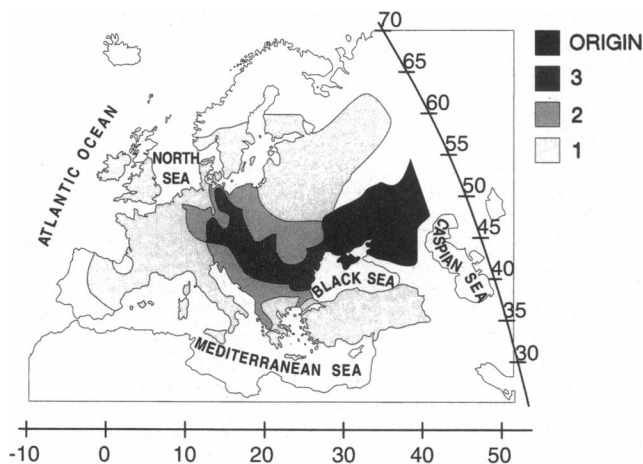 70
65
60
55
50
45
40
35
30
ORIGIN
3
2
1
ATLANTIC OCEAN
NORTH
SEA
CASPIAN SEA
BLACK SEA
MEDITERRANEAN SEA
-10 0 10 20 30 40 50